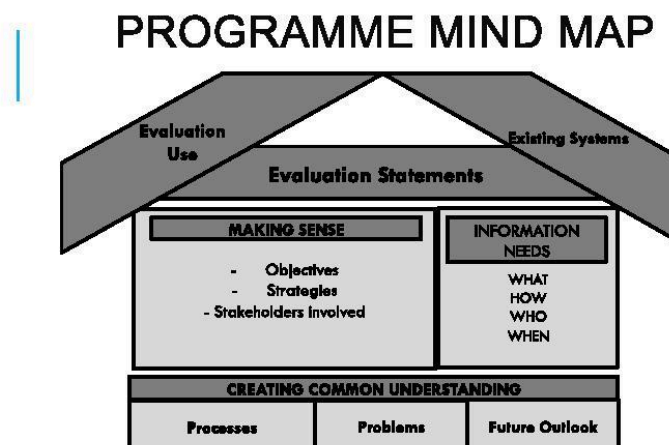 PROGRAMME MIND MAP
Evaluation
Use
Existing Systems
Evaluation Statements
MAKING SENSE
- Objectives
- Strategies
- Stakeholders involved
INFORMATION
NEEDS
WHAT
HOW
WHO
WHEN
CREATING COMMON UNDERSTANDING
Processes
Problems
Future Outlook